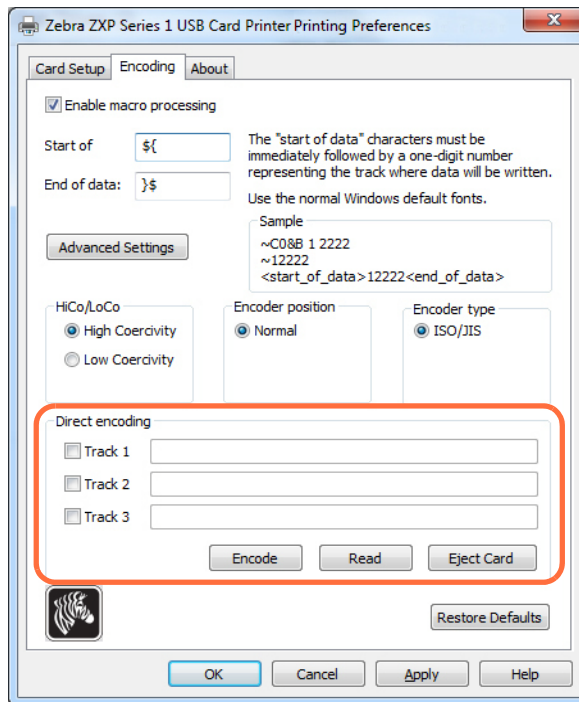 Zebra ZXP Series 1 USB Card Printer Printing Preferences
Card Setup Encoding About
Enable macro processing
Start of ${
End of data: }$
The "start of data" characters must be
immediately followed by a one-digit number
representing the track where data will be written.
Use the normal Windows default fonts.
Advanced Settings
Sample
~C0&B 1 2222
~12222
<start_of_data>12222<end_of_data>
HiCo/LoCo
High Coercivity
Low Coercivity
Encoder position
Normal
Encoder type
ISO/JIS
Direct encoding
Track 1
Track 2
Track 3
Encode Read Eject Card
Restore Defaults
OK Cancel Apply Help